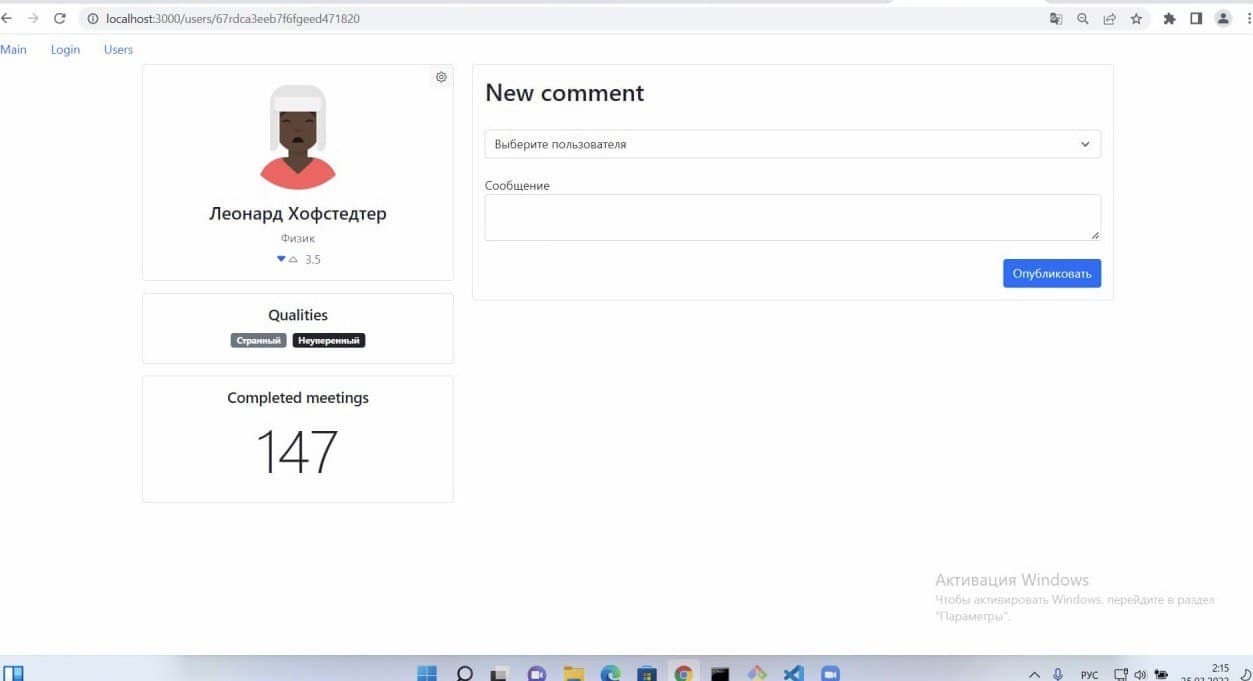 localhost:3000/users/67rdca3eeb7f6fgeed471820
Main Login Users
Леонард Хофстедтер
Физик
3.5
Qualities
Странный Неуверенный
Completed meetings
147
New comment
Выберите пользователя
Сообщение
Опубликовать
Активация Windows
Чтобы активировать Windows, перейдите в раздел
"Параметры".
РУС
2:15